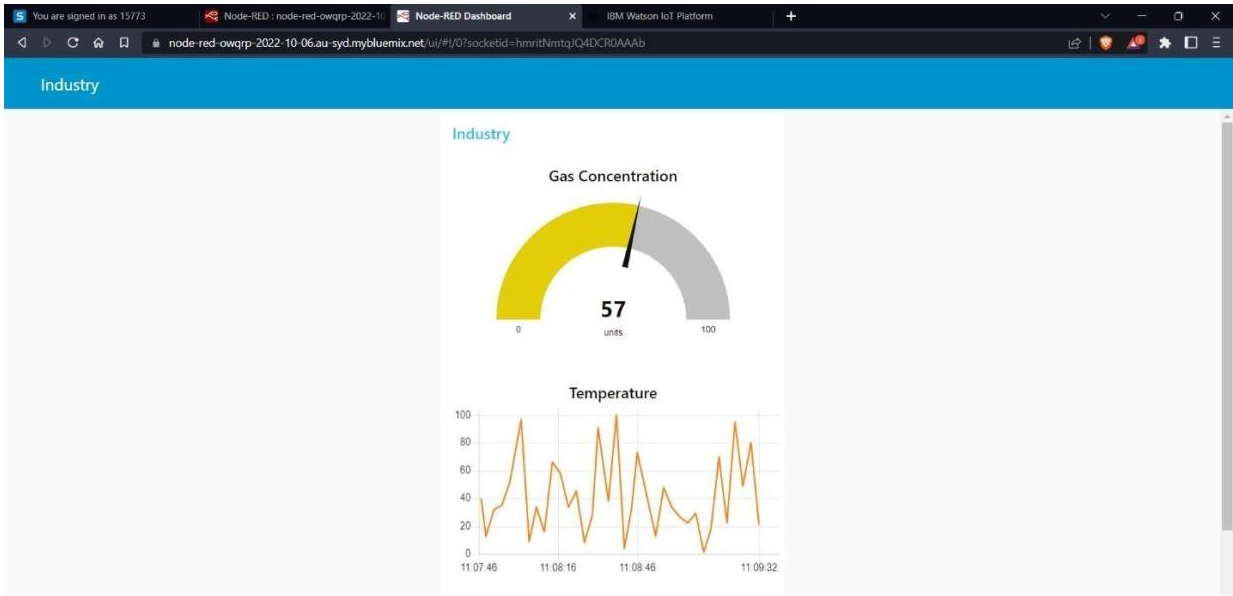 You are signed in as 15773
Node-RED : node-red-owqrp-2022-10
Node-RED Dashboard
IBM Watson IoT Platform
node-red-owqrp-2022-10-06.au-syd.mybluemix.net/ui/#!/0?socketid=hmritNmtqJQ4DCR0AAAb
Industry
Industry
Gas Concentration
57
0
units
100
Temperature
100
80
60
40
20
0
11:07:46
11:08:16
11:08:46
11:09:32